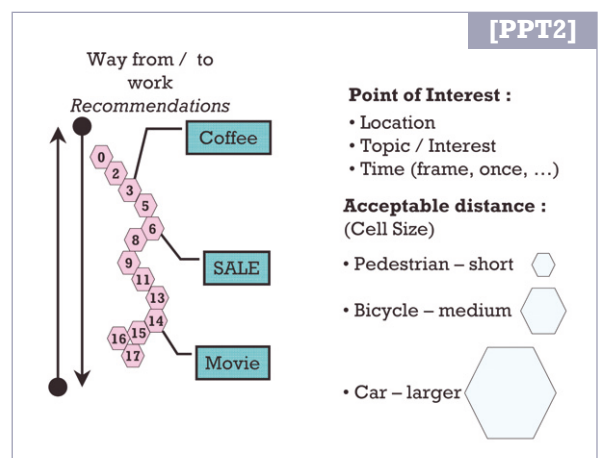 [PPT2]
Way from / to
work
Recommendations
Coffee
0
2
3
5
6
8
9
11
SALE
13
14
15
16
17
Movie
Point of Interest :
• Location
• Topic / Interest
• Time (frame, once, ...)
Acceptable distance :
(Cell Size)
• Pedestrian – short
• Bicycle – medium
• Car – larger